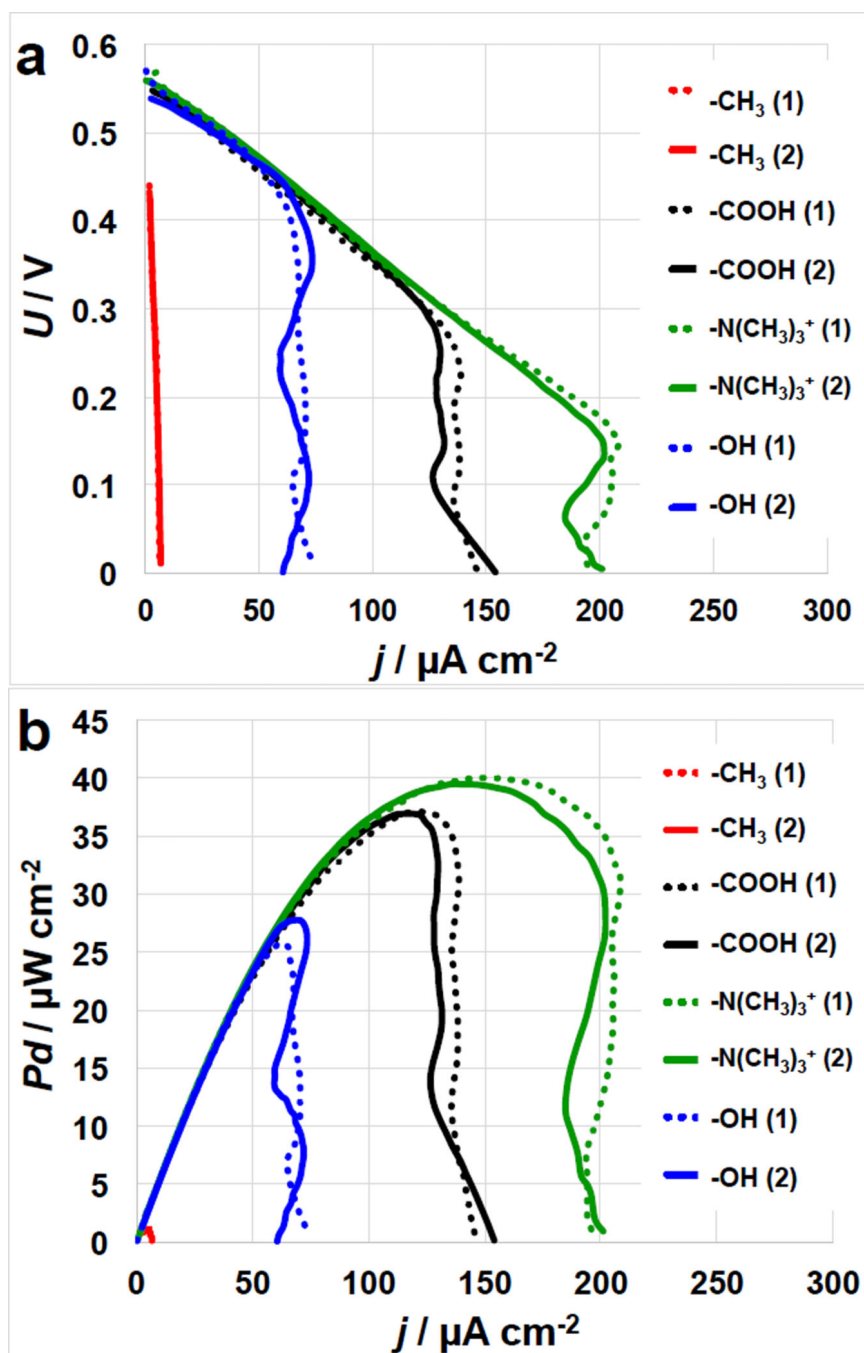 a
0.6
0.5
0.4
0.3
0.2
0.1
0
U / V
0 50 100 150 200 250 300
j / µA cm-2
-CH3 (1)
-CH3 (2)
-COOH (1)
-COOH (2)
-N(CH3)3+ (1)
-N(CH3)3+ (2)
-OH (1)
-OH (2)
b
45
40
35
30
25
20
15
10
5
0
Pd / µW cm-2
0 50 100 150 200 250 300
j / µA cm-2
-CH3 (1)
-CH3 (2)
-COOH (1)
-COOH (2)
-N(CH3)3+ (1)
-N(CH3)3+ (2)
-OH (1)
-OH (2)